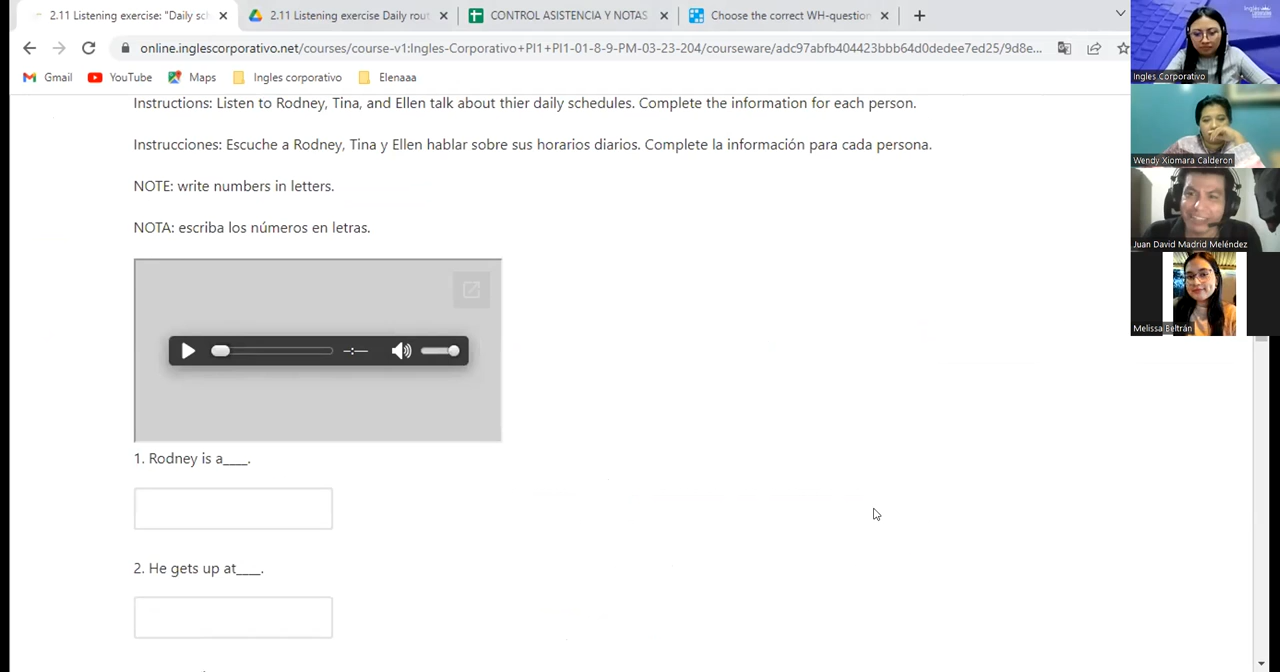 2.11 Listening exercise: "Daily sch
2.11 Listening exercise Daily rout
CONTROL ASISTENCIA Y NOTAS
Choose the correct WH-question
online.inglescorporativo.net/courses/course-v1:Ingles-Corporativo+PI1+PI1-01-8-9-PM-03-23-204/courseware/adc97abfb404423bbb64d0dedee7ed25/9d8e...
Gmail
YouTube
Maps
Ingles corporativo
Elenaaa
Instructions: Listen to Rodney, Tina, and Ellen talk about thier daily schedules. Complete the information for each person.
Instrucciones: Escuche a Rodney, Tina y Ellen hablar sobre sus horarios diarios. Complete la información para cada persona.
NOTE: write numbers in letters.
NOTA: escriba los números en letras.
--:--
1. Rodney is a____.
2. He gets up at____.
Ingles Corporativo
Wendy Xiomara Calderon
Juan David Madrid Meléndez
Melissa Beltrán